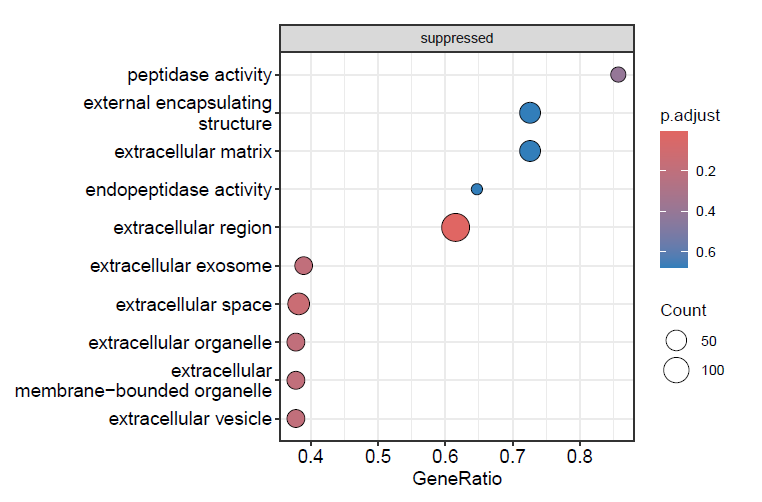 suppressed
peptidase activity
external encapsulating
structure
extracellular matrix
endopeptidase activity
extracellular region
extracellular exosome
extracellular space
extracellular organelle
extracellular
membrane−bounded organelle
extracellular vesicle
0.4 0.5 0.6 0.7 0.8
GeneRatio
p.adjust
0.2
0.4
0.6
Count
50
100